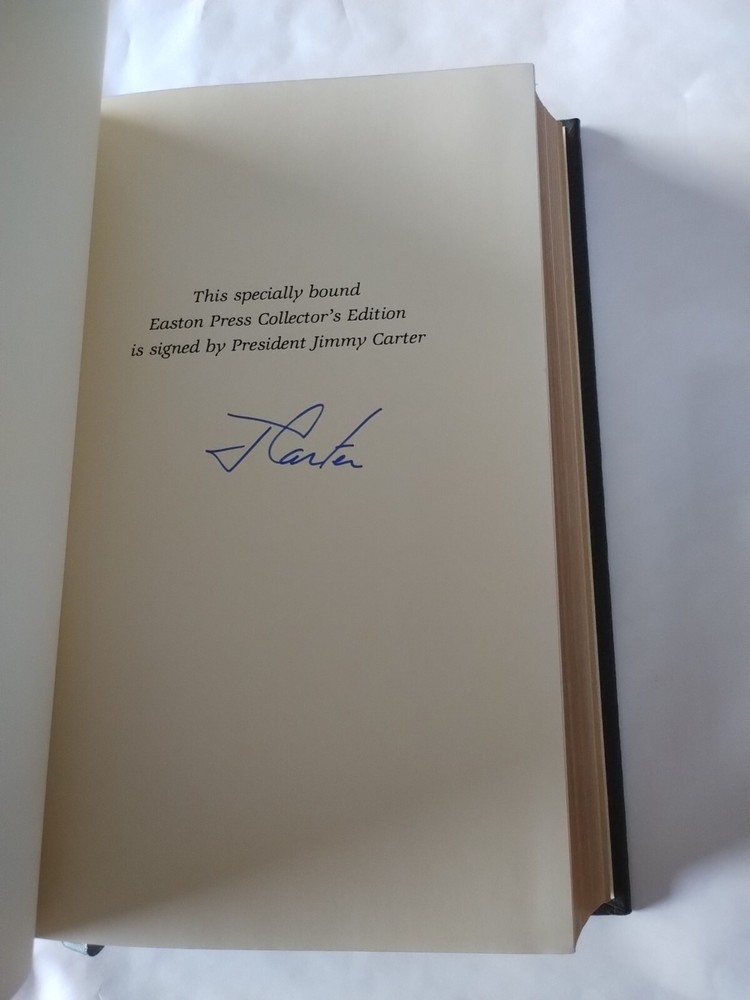 This specially bound
Easton Press Collector's Edition
is signed by President Jimmy Carter
J Carter